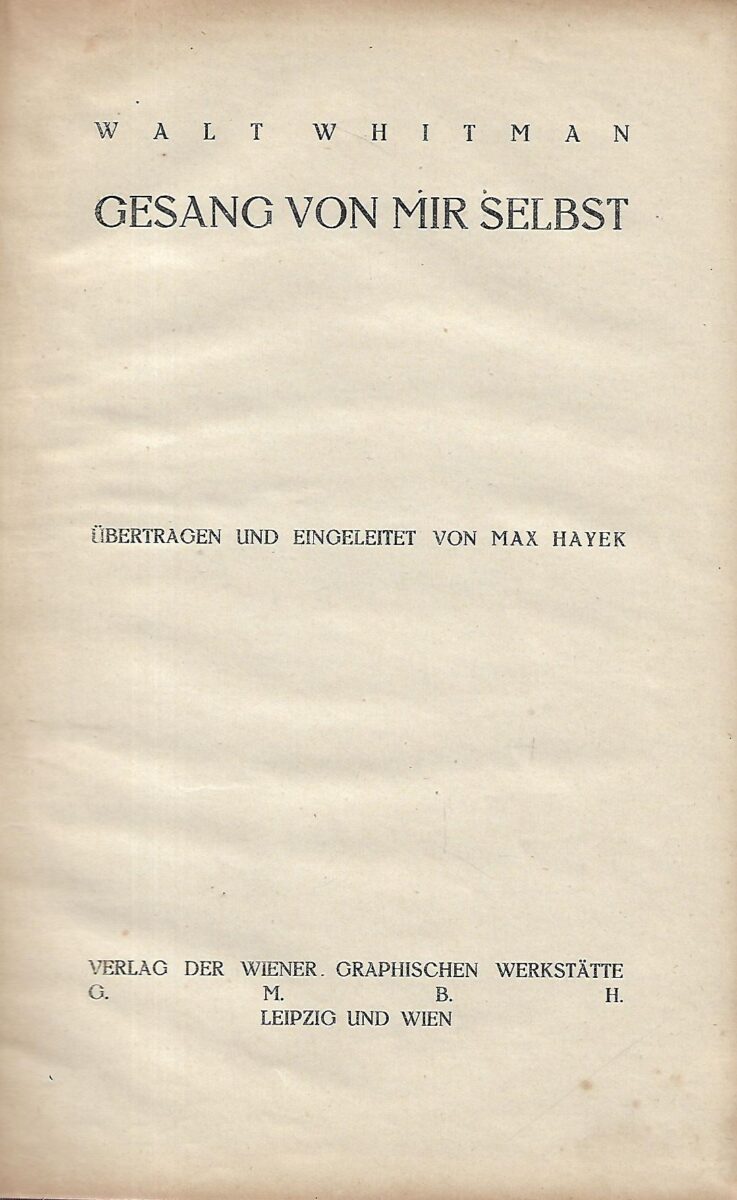 WALT WHITMAN
GESANG VON MIR SELBST
ÜBERTRAGEN UND EINGELEITET VON MAX HAYEK
VERLAG DER WIENER GRAPHISCHEN WERKSTÄTTE
G. M. B. H.
LEIPZIG UND WIEN